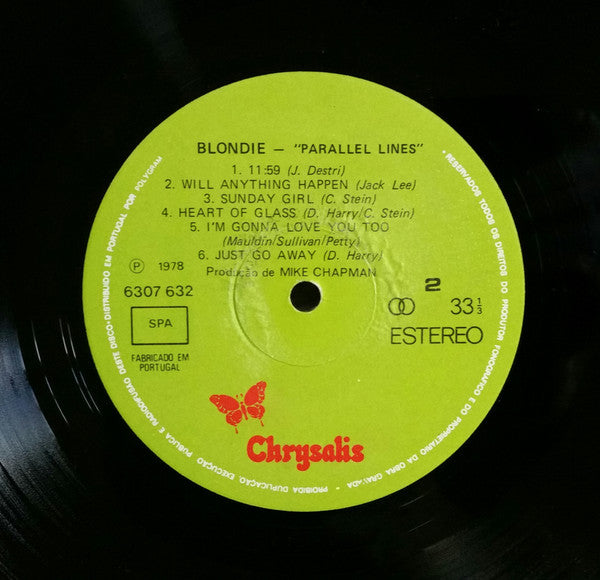 BLONDIE — "PARALLEL LINES"
1. 11:59 (J. Destri)
2. WILL ANYTHING HAPPEN (Jack Lee)
3. SUNDAY GIRL (C. Stein)
4. HEART OF GLASS (D. Harry/C. Stein)
5. I'M GONNA LOVE YOU TOO
(Mauldin/Sullivan/Petty)
6. JUST GO AWAY (D. Harry)
Produção de MIKE CHAPMAN
Ⓟ 1978
6307 632
SPA
FABRICADO EM
PORTUGAL
2
33 1/3
ESTEREO
Chrysalis
• RESERVADOS TODOS OS DIREITOS DO PRODUTOR FONOGRÁFICO E DO PROPRIETÁRIO DA OBRA GRAVADA • PROIBIDA DUPLICAÇÃO, EXECUÇÃO, PÚBLICA E RADIODIFUSÃO DESTE DISCO • DISTRIBUIDO EM PORTUGAL POR POLYGRAM